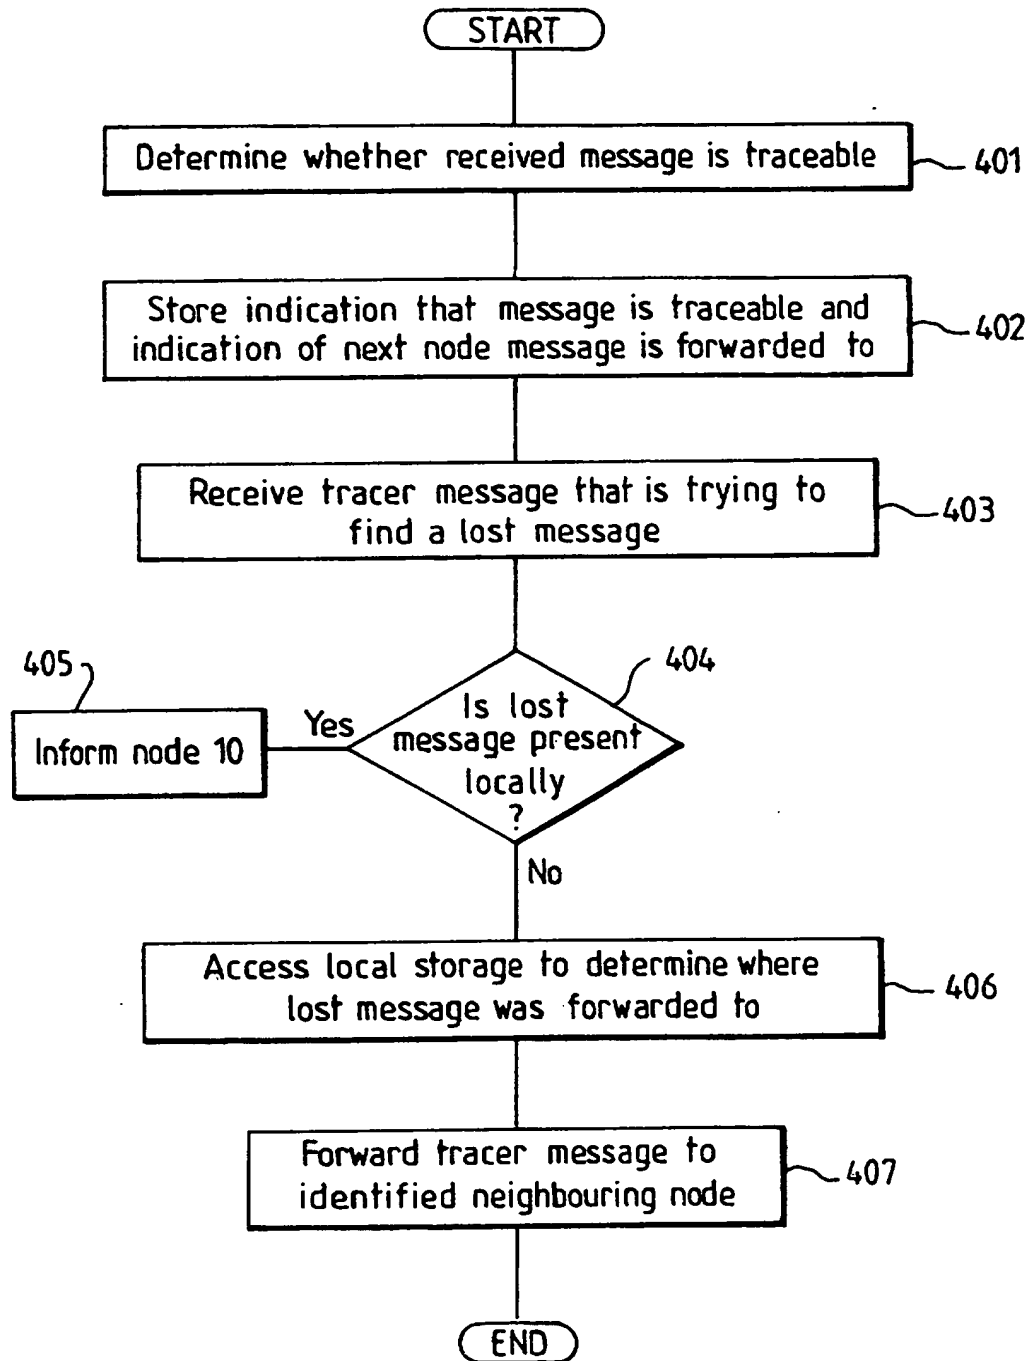 START
Determine whether received message is traceable
401
Store indication that message is traceable and
indication of next node message is forwarded to
402
Receive tracer message that is trying to
find a lost message
403
404
Is lost
message present
locally
?
405
Yes
Inform node 10
No
Access local storage to determine where
lost message was forwarded to
406
Forward tracer message to
identified neighbouring node
407
END